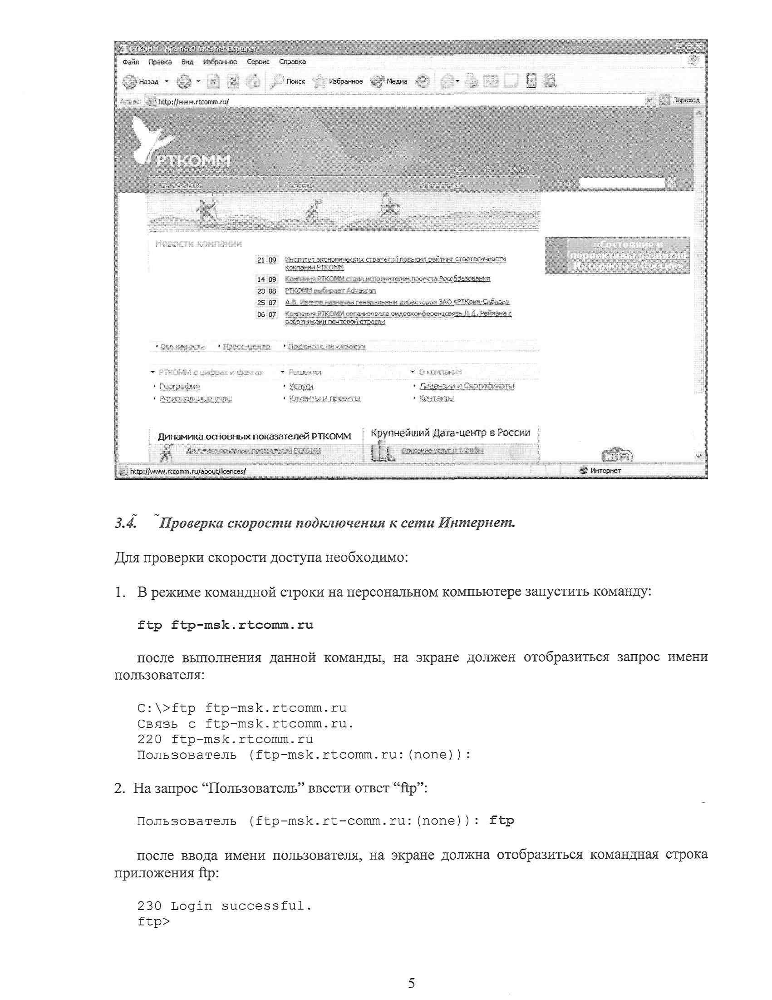 РТКОММ - Microsoft Internet Explorer
Файл Правка Вид Избранное Сервис Справка
Назад Поиск Избранное Медиа
Адрес: http://www.rtcomm.ru/ Переход
РТКОММ
ENG
Новости компании
«Состояние и
перпективы развития
Интернета в России»
21 09 Институт экономических стратегий повысил рейтинг стратегичности
компании РТКОММ
14 09 Компания РТКОММ стала исполнителем проекта Рособразования
23 08 РТКОММ выбирает Advascan
25 07 А.В. Иванов назначен генеральным директором ЗАО «РТКомм-Сибирь»
06 07 Компания РТКОММ организовала видеоконференцсвязь Л.Д. Реймана с
работниками почтовой отрасли
Все новости Пресс-центр Подписка на новости
РТКОММ в цифрах и фактах Решения О компании
География Услуги Лицензии и Сертификаты
Региональные узлы Клиенты и проекты Контакты
Динамика основных показателей РТКОММ Крупнейший Дата-центр в России
Динамика основных показателей РТКОММ Описание услуг и тарифы
Wi Fi
http://www.rtcomm.ru/about/licences/ Интернет
3.4. Проверка скорости подключения к сети Интернет.
Для проверки скорости доступа необходимо:
1. В режиме командной строки на персональном компьютере запустить команду:
ftp ftp-msk.rtcomm.ru
после выполнения данной команды, на экране должен отобразиться запрос имени
пользователя:
C:\>ftp ftp-msk.rtcomm.ru
Связь с ftp-msk.rtcomm.ru.
220 ftp-msk.rtcomm.ru
Пользователь (ftp-msk.rtcomm.ru:(none)):
2. На запрос “Пользователь” ввести ответ “ftp”:
Пользователь (ftp-msk.rt-comm.ru:(none)): ftp
после ввода имени пользователя, на экране должна отобразиться командная строка
приложения ftp:
230 Login successful.
ftp>
5